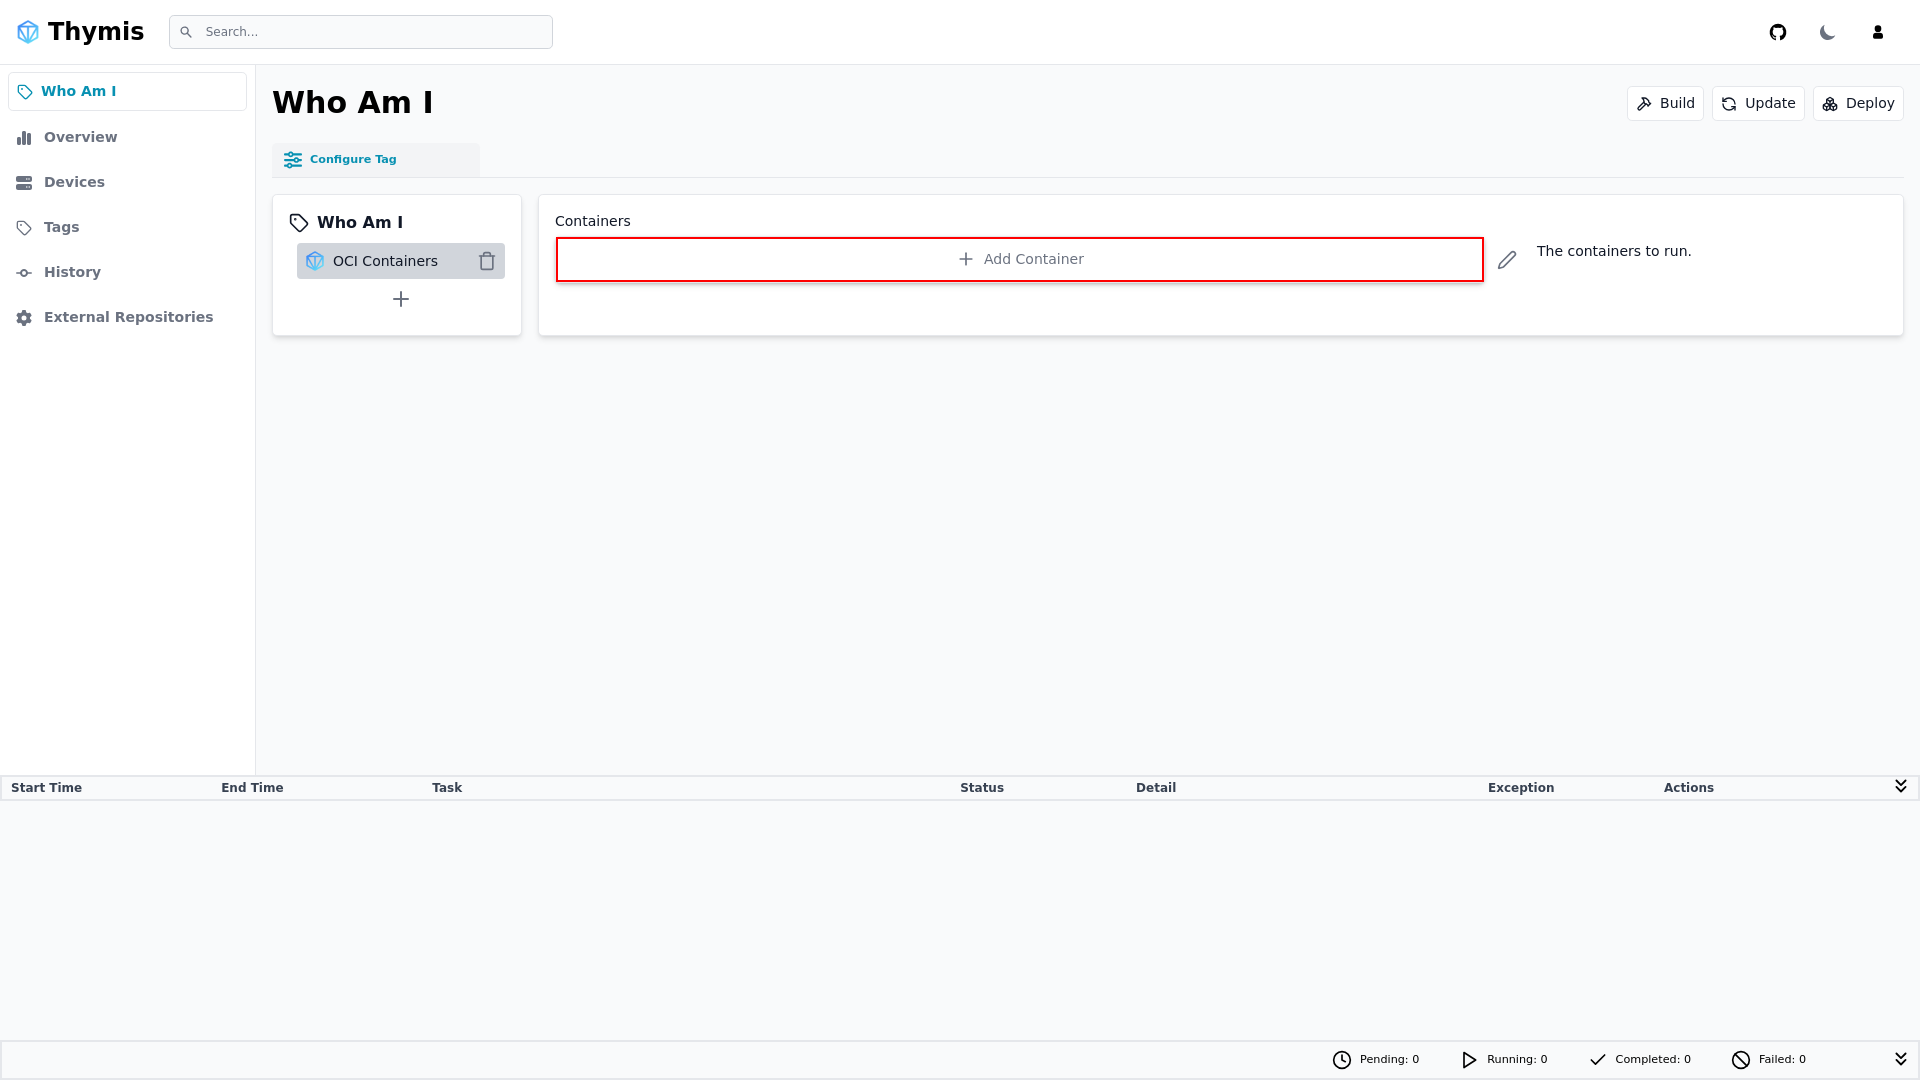 Thymis
Search...
Who Am I
Overview
Devices
Tags
History
External Repositories
Who Am I
Build
Update
Deploy
Configure Tag
Who Am I
OCI Containers
Containers
Add Container
The containers to run.
Start Time End Time Task Status Detail Exception Actions
Pending: 0 Running: 0 Completed: 0 Failed: 0